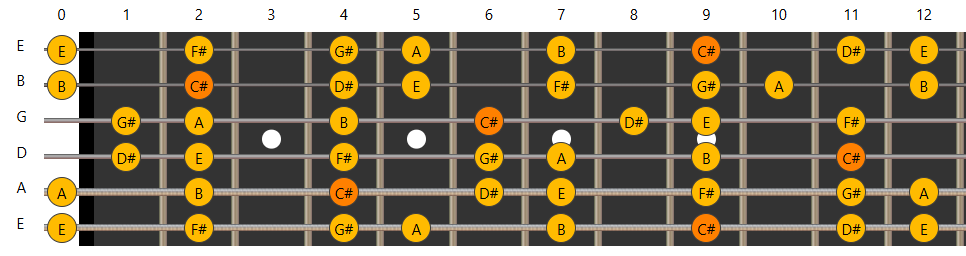 0 1 2 3 4 5 6 7 8 9 10 11 12
E E F# G# A B C# D# E
B B C# D# E F# G# A B
G G# A B C# D# E F#
D D# E F# G# A B C#
A A B C# D# E F# G# A
E E F# G# A B C# D# E